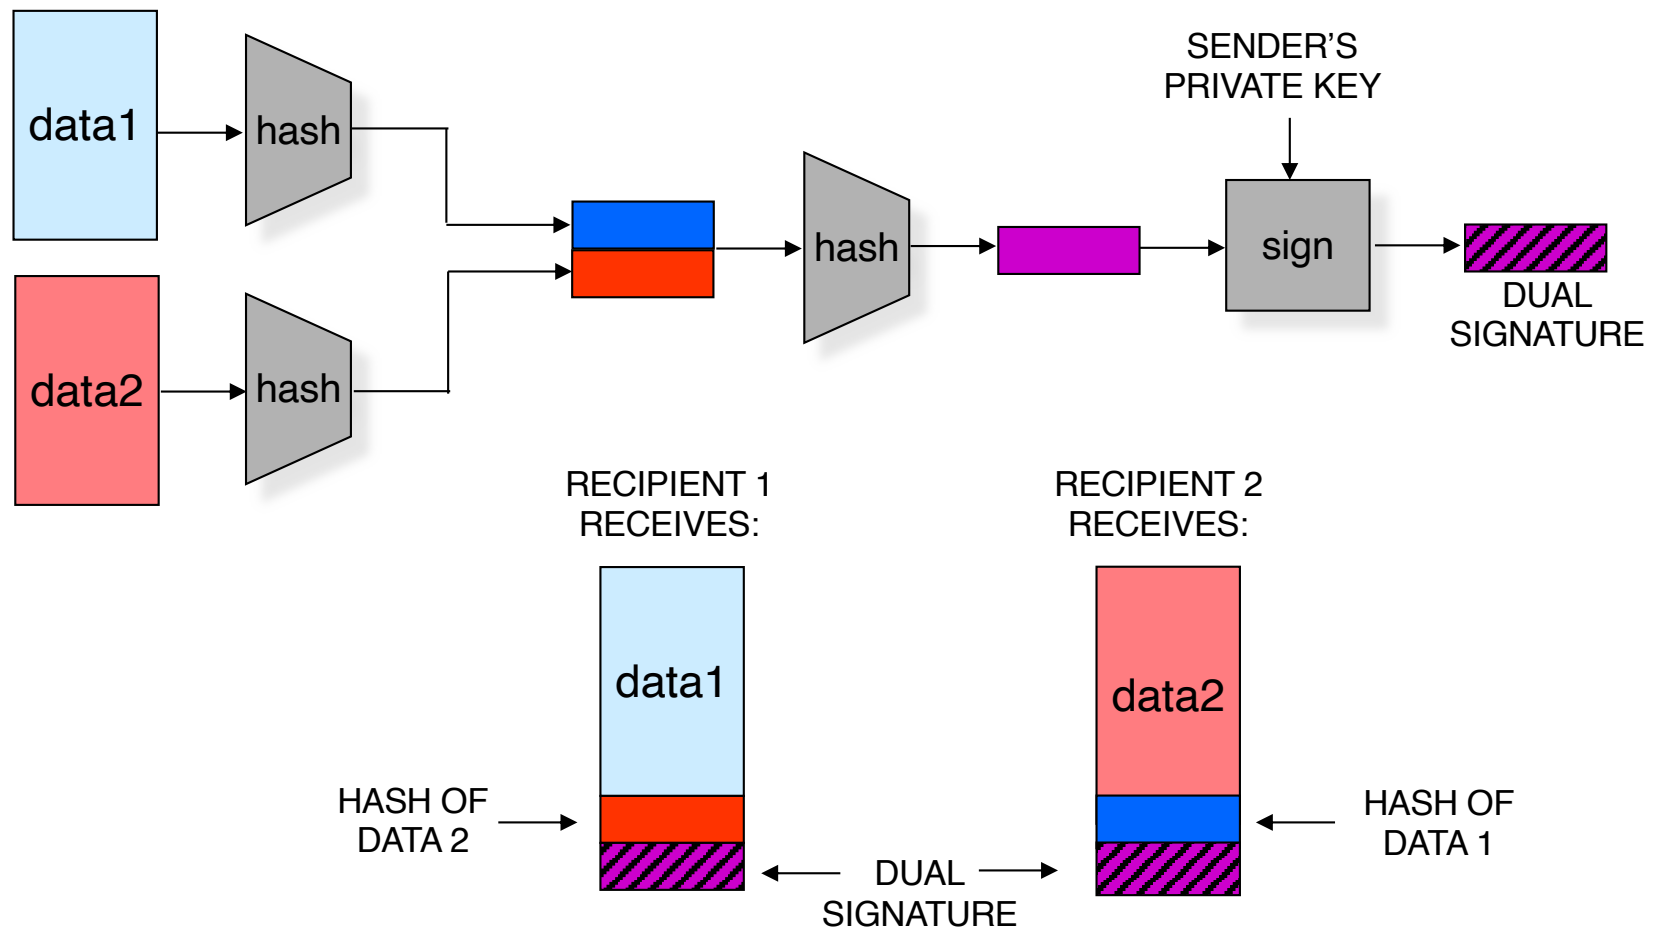 data1
hash
SENDER'S
PRIVATE KEY
hash
sign
DUAL
SIGNATURE
data2
hash
RECIPIENT 1
RECEIVES:
RECIPIENT 2
RECEIVES:
data1
data2
HASH OF
DATA 2
HASH OF
DATA 1
DUAL
SIGNATURE